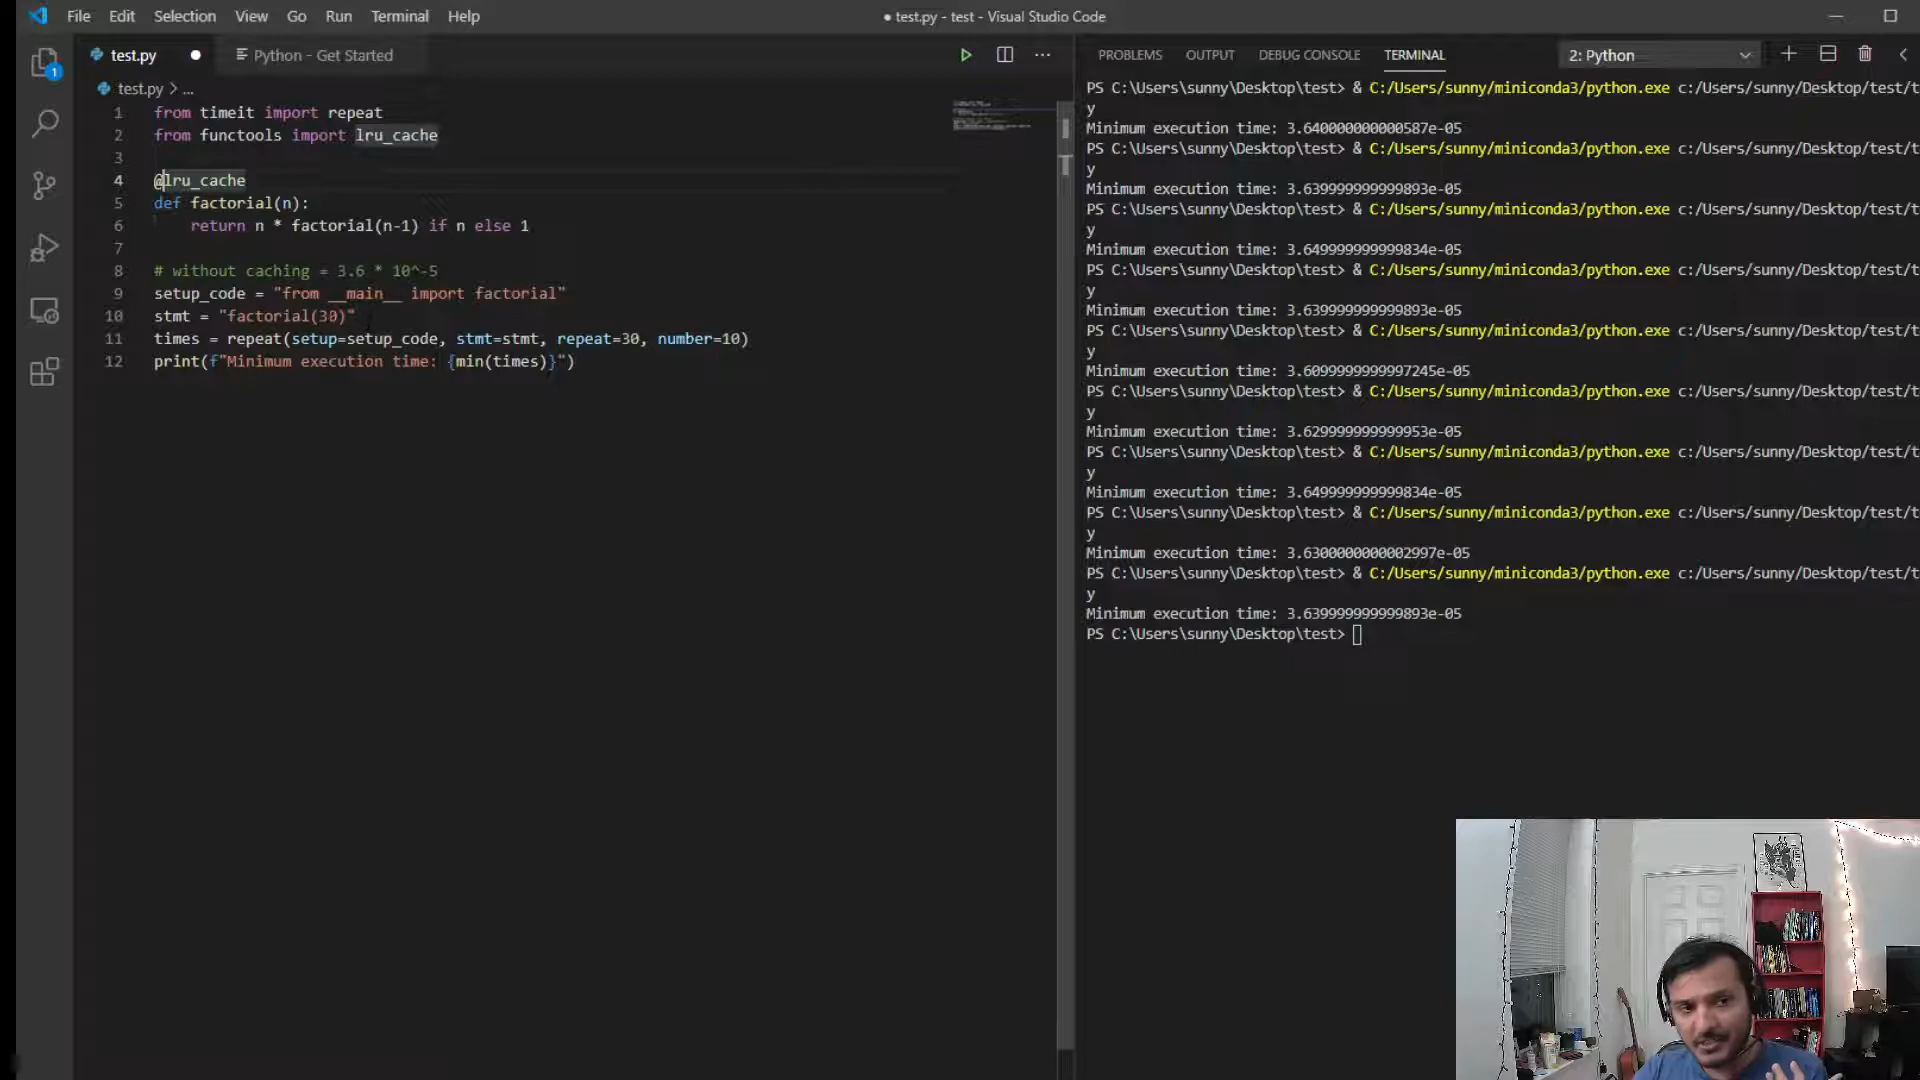 File Edit Selection View Go Run Terminal Help
● test.py - test - Visual Studio Code
test.py ● Python - Get Started
test.py > ...
1 from timeit import repeat
2 from functools import lru_cache
3
4 @lru_cache
5 def factorial(n):
6 return n * factorial(n-1) if n else 1
7
8 # without caching = 3.6 * 10^-5
9 setup_code = "from __main__ import factorial"
10 stmt = "factorial(30)"
11 times = repeat(setup=setup_code, stmt=stmt, repeat=30, number=10)
12 print(f"Minimum execution time: {min(times)}")
1
PROBLEMS OUTPUT DEBUG CONSOLE TERMINAL 2: Python
PS C:\Users\sunny\Desktop\test> & C:/Users/sunny/miniconda3/python.exe c:/Users/sunny/Desktop/test/t
y
Minimum execution time: 3.640000000000587e-05
PS C:\Users\sunny\Desktop\test> & C:/Users/sunny/miniconda3/python.exe c:/Users/sunny/Desktop/test/t
y
Minimum execution time: 3.639999999999893e-05
PS C:\Users\sunny\Desktop\test> & C:/Users/sunny/miniconda3/python.exe c:/Users/sunny/Desktop/test/t
y
Minimum execution time: 3.649999999999834e-05
PS C:\Users\sunny\Desktop\test> & C:/Users/sunny/miniconda3/python.exe c:/Users/sunny/Desktop/test/t
y
Minimum execution time: 3.639999999999893e-05
PS C:\Users\sunny\Desktop\test> & C:/Users/sunny/miniconda3/python.exe c:/Users/sunny/Desktop/test/t
y
Minimum execution time: 3.6099999999997245e-05
PS C:\Users\sunny\Desktop\test> & C:/Users/sunny/miniconda3/python.exe c:/Users/sunny/Desktop/test/t
y
Minimum execution time: 3.629999999999953e-05
PS C:\Users\sunny\Desktop\test> & C:/Users/sunny/miniconda3/python.exe c:/Users/sunny/Desktop/test/t
y
Minimum execution time: 3.649999999999834e-05
PS C:\Users\sunny\Desktop\test> & C:/Users/sunny/miniconda3/python.exe c:/Users/sunny/Desktop/test/t
y
Minimum execution time: 3.6300000000002997e-05
PS C:\Users\sunny\Desktop\test> & C:/Users/sunny/miniconda3/python.exe c:/Users/sunny/Desktop/test/t
y
Minimum execution time: 3.639999999999893e-05
PS C:\Users\sunny\Desktop\test>